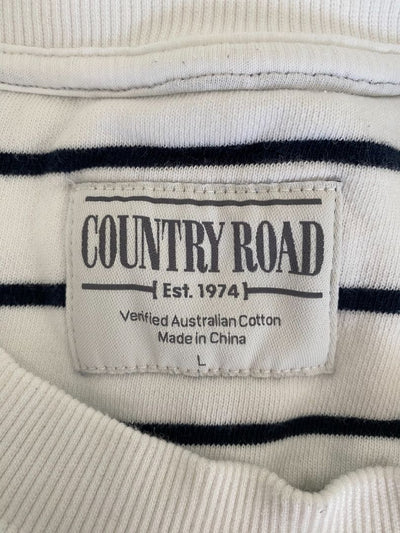 COUNTRY ROAD
Est. 1974
Verified Australian Cotton
Made in China
L